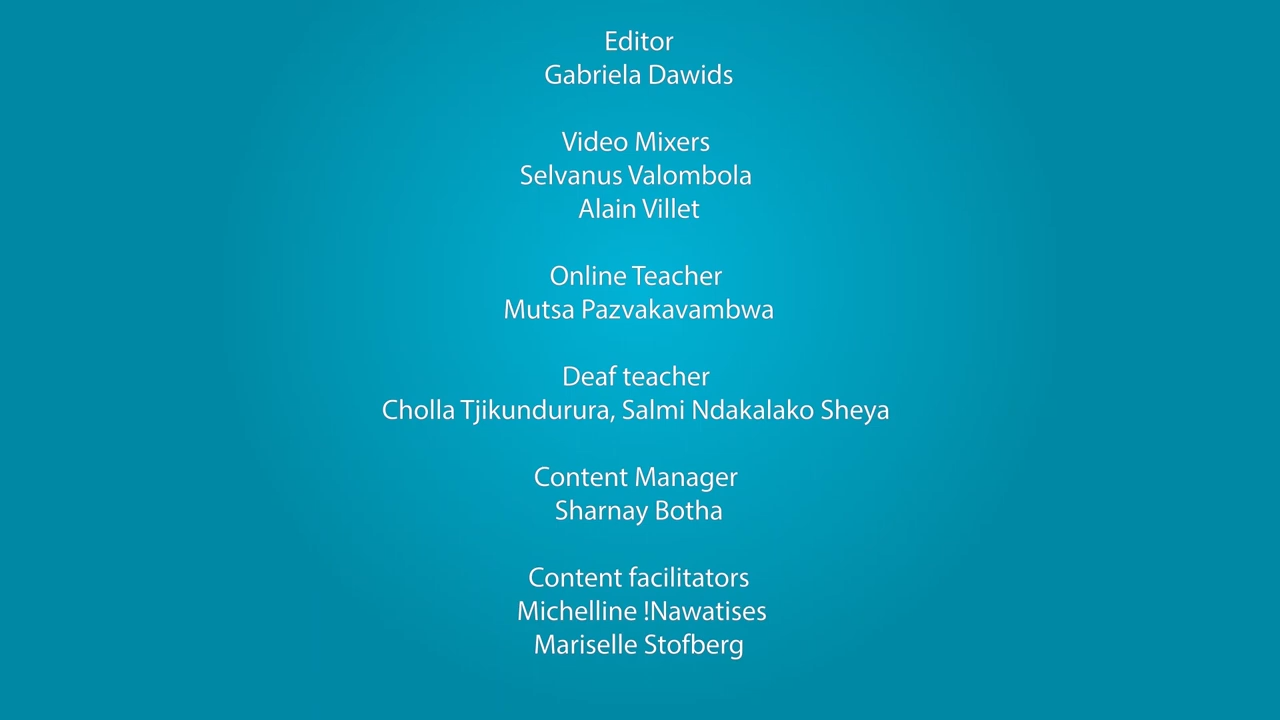 Editor
Gabriela Dawids
Video Mixers
Selvanus Valombola
Alain Villet
Online Teacher
Mutsa Pazvakavambwa
Deaf teacher
Cholla Tjikundurura, Salmi Ndakalako Sheya
Content Manager
Sharnay Botha
Content facilitators
Michelline !Nawatises
Mariselle Stofberg